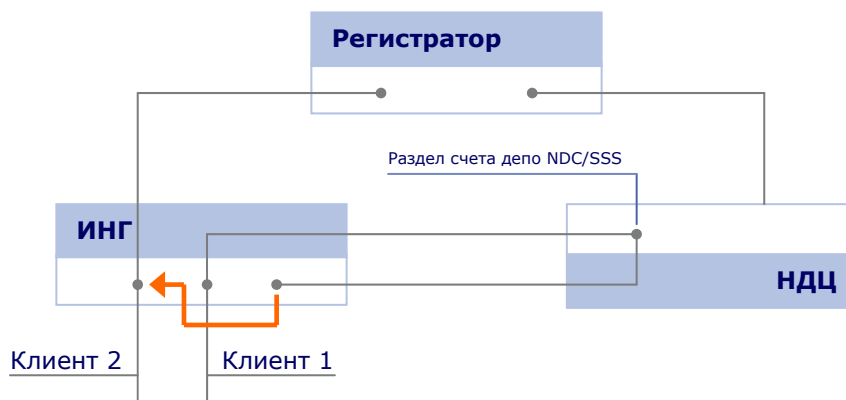 Регистратор
Раздел счета депо NDC/SSS
ИНГ
НДЦ
Клиент 2
Клиент 1